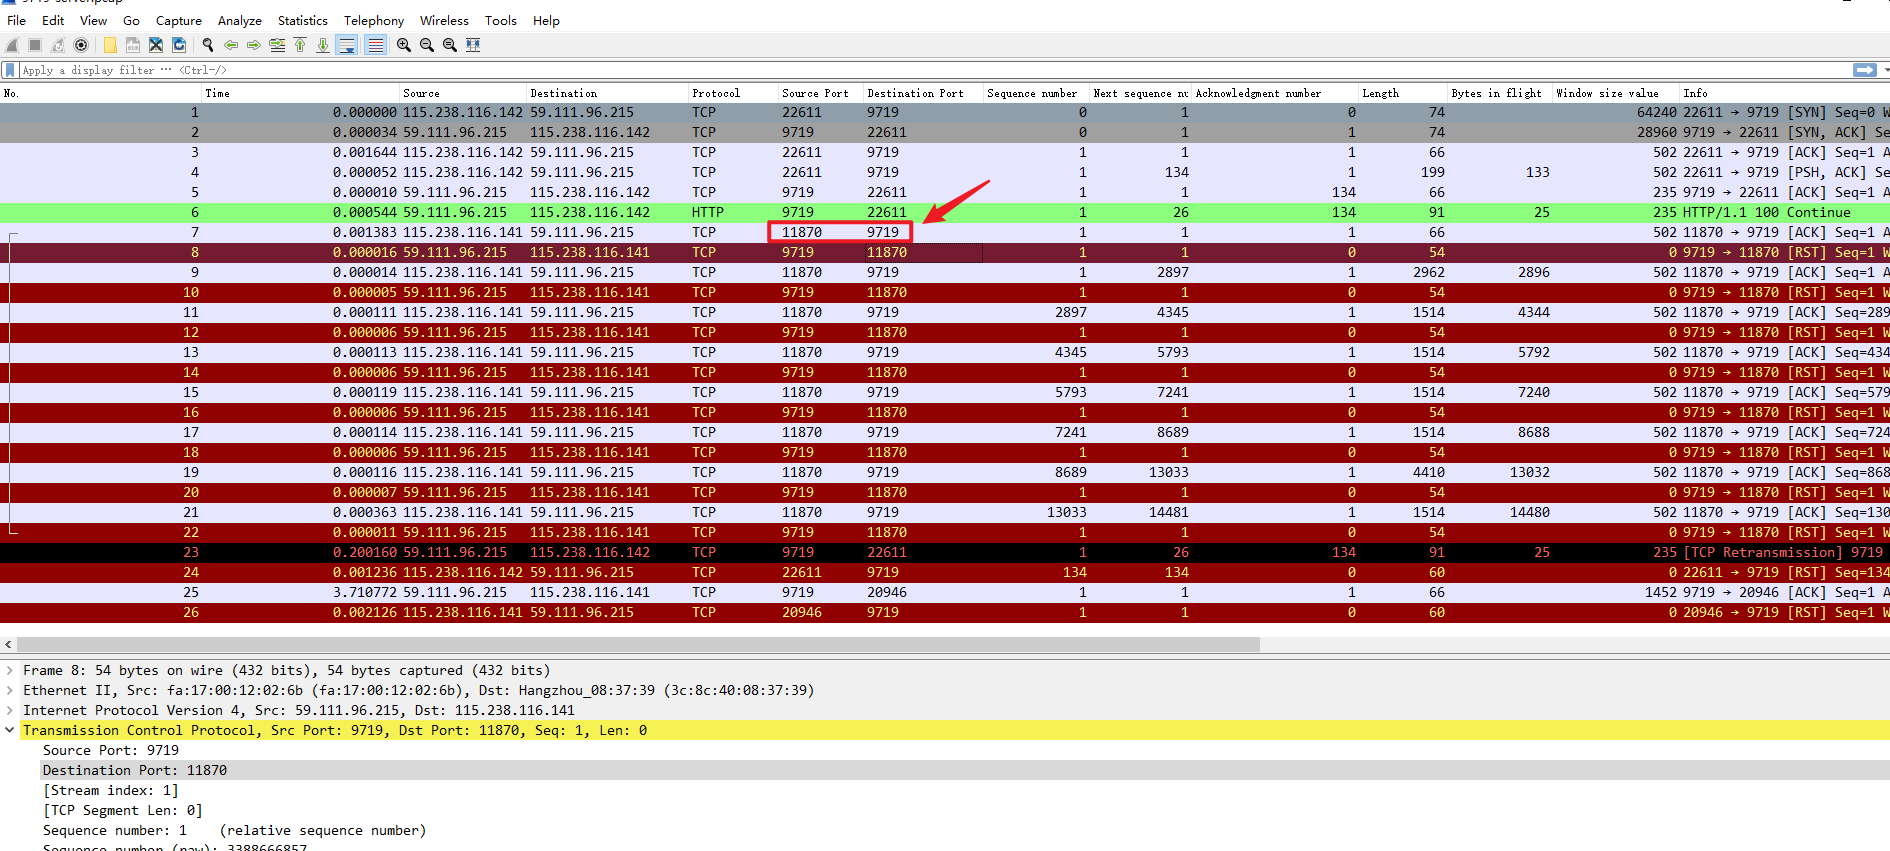 File Edit View Go Capture Analyze Statistics Telephony Wireless Tools Help
Apply a display filter ··· <Ctrl-/>
No. Time Source Destination Protocol Source Port Destination Port Sequence number Next sequence nu Acknowledgment number Length Bytes in flight Window size value Info
1 0.000000 115.238.116.142 59.111.96.215 TCP 22611 9719 0 1 0 74 64240 22611 → 9719 [SYN] Seq=0 W
2 0.000034 59.111.96.215 115.238.116.142 TCP 9719 22611 0 1 1 74 28960 9719 → 22611 [SYN, ACK] Se
3 0.001644 115.238.116.142 59.111.96.215 TCP 22611 9719 1 1 1 66 502 22611 → 9719 [ACK] Seq=1 A
4 0.000052 115.238.116.142 59.111.96.215 TCP 22611 9719 1 134 1 199 133 502 22611 → 9719 [PSH, ACK] Se
5 0.000010 59.111.96.215 115.238.116.142 TCP 9719 22611 1 1 134 66 235 9719 → 22611 [ACK] Seq=1 A
6 0.000544 59.111.96.215 115.238.116.142 HTTP 9719 22611 1 26 134 91 25 235 HTTP/1.1 100 Continue
7 0.001383 115.238.116.141 59.111.96.215 TCP 11870 9719 1 1 1 66 502 11870 → 9719 [ACK] Seq=1 A
8 0.000016 59.111.96.215 115.238.116.141 TCP 9719 11870 1 1 0 54 0 9719 → 11870 [RST] Seq=1 W
9 0.000014 115.238.116.141 59.111.96.215 TCP 11870 9719 1 2897 1 2962 2896 502 11870 → 9719 [ACK] Seq=1 A
10 0.000005 59.111.96.215 115.238.116.141 TCP 9719 11870 1 1 0 54 0 9719 → 11870 [RST] Seq=1 W
11 0.000111 115.238.116.141 59.111.96.215 TCP 11870 9719 2897 4345 1 1514 4344 502 11870 → 9719 [ACK] Seq=289
12 0.000006 59.111.96.215 115.238.116.141 TCP 9719 11870 1 1 0 54 0 9719 → 11870 [RST] Seq=1 W
13 0.000113 115.238.116.141 59.111.96.215 TCP 11870 9719 4345 5793 1 1514 5792 502 11870 → 9719 [ACK] Seq=434
14 0.000006 59.111.96.215 115.238.116.141 TCP 9719 11870 1 1 0 54 0 9719 → 11870 [RST] Seq=1 W
15 0.000119 115.238.116.141 59.111.96.215 TCP 11870 9719 5793 7241 1 1514 7240 502 11870 → 9719 [ACK] Seq=579
16 0.000006 59.111.96.215 115.238.116.141 TCP 9719 11870 1 1 0 54 0 9719 → 11870 [RST] Seq=1 W
17 0.000114 115.238.116.141 59.111.96.215 TCP 11870 9719 7241 8689 1 1514 8688 502 11870 → 9719 [ACK] Seq=724
18 0.000006 59.111.96.215 115.238.116.141 TCP 9719 11870 1 1 0 54 0 9719 → 11870 [RST] Seq=1 W
19 0.000116 115.238.116.141 59.111.96.215 TCP 11870 9719 8689 13033 1 4410 13032 502 11870 → 9719 [ACK] Seq=868
20 0.000007 59.111.96.215 115.238.116.141 TCP 9719 11870 1 1 0 54 0 9719 → 11870 [RST] Seq=1 W
21 0.000363 115.238.116.141 59.111.96.215 TCP 11870 9719 13033 14481 1 1514 14480 502 11870 → 9719 [ACK] Seq=130
22 0.000011 59.111.96.215 115.238.116.141 TCP 9719 11870 1 1 0 54 0 9719 → 11870 [RST] Seq=1 W
23 0.200160 59.111.96.215 115.238.116.142 TCP 9719 22611 1 26 134 91 25 235 [TCP Retransmission] 9719
24 0.001236 115.238.116.142 59.111.96.215 TCP 22611 9719 134 134 0 60 0 22611 → 9719 [RST] Seq=134
25 3.710772 59.111.96.215 115.238.116.141 TCP 9719 20946 1 1 1 66 1452 9719 → 20946 [ACK] Seq=1 A
26 0.002126 115.238.116.141 59.111.96.215 TCP 20946 9719 1 1 0 60 0 20946 → 9719 [RST] Seq=1 W
Frame 8: 54 bytes on wire (432 bits), 54 bytes captured (432 bits)
Ethernet II, Src: fa:17:00:12:02:6b (fa:17:00:12:02:6b), Dst: Hangzhou_08:37:39 (3c:8c:40:08:37:39)
Internet Protocol Version 4, Src: 59.111.96.215, Dst: 115.238.116.141
Transmission Control Protocol, Src Port: 9719, Dst Port: 11870, Seq: 1, Len: 0
Source Port: 9719
Destination Port: 11870
[Stream index: 1]
[TCP Segment Len: 0]
Sequence number: 1 (relative sequence number)
Sequence number (raw): 3388666857